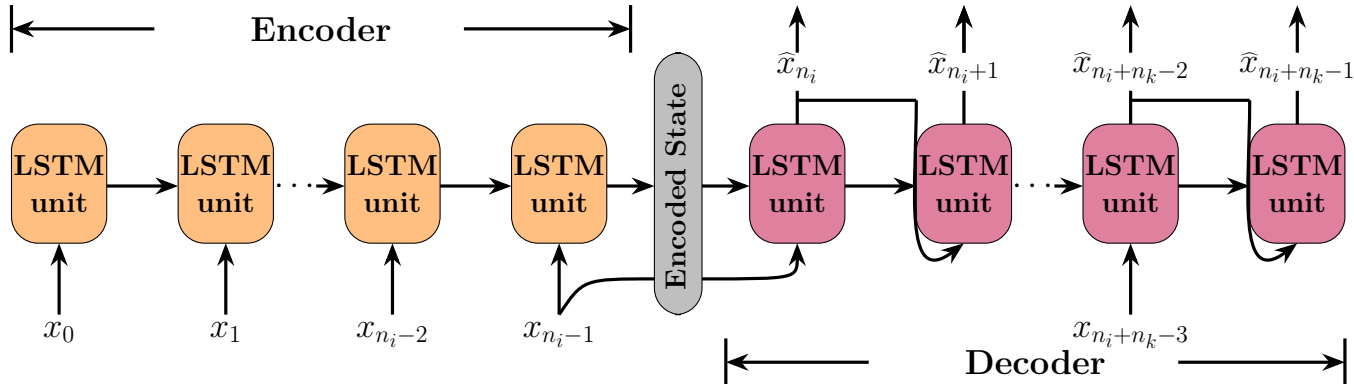 Encoder
x̂_{n_i}
x̂_{n_i+1}
x̂_{n_i+n_k-2}
x̂_{n_i+n_k-1}
LSTM
unit
LSTM
unit
...
LSTM
unit
LSTM
unit
Encoded State
LSTM
unit
LSTM
unit
...
LSTM
unit
LSTM
unit
x_0
x_1
x_{n_i-2}
x_{n_i-1}
x_{n_i+n_k-3}
Decoder